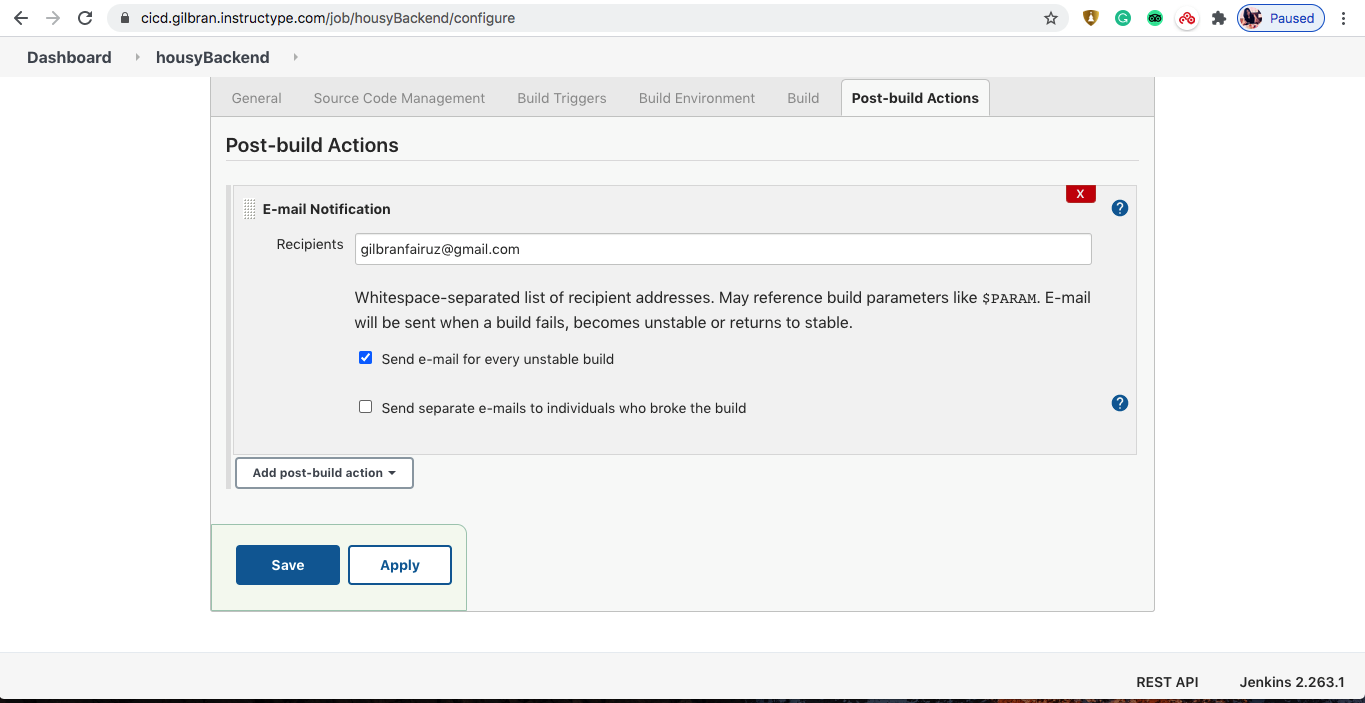 cicd.gilbran.instructype.com/job/housyBackend/configure
Paused
Dashboard housyBackend
General Source Code Management Build Triggers Build Environment Build Post-build Actions
Post-build Actions
X
E-mail Notification
?
Recipients gilbranfairuz@gmail.com
Whitespace-separated list of recipient addresses. May reference build parameters like $PARAM. E-mail
will be sent when a build fails, becomes unstable or returns to stable.
Send e-mail for every unstable build
Send separate e-mails to individuals who broke the build
?
Add post-build action
Save Apply
REST API Jenkins 2.263.1